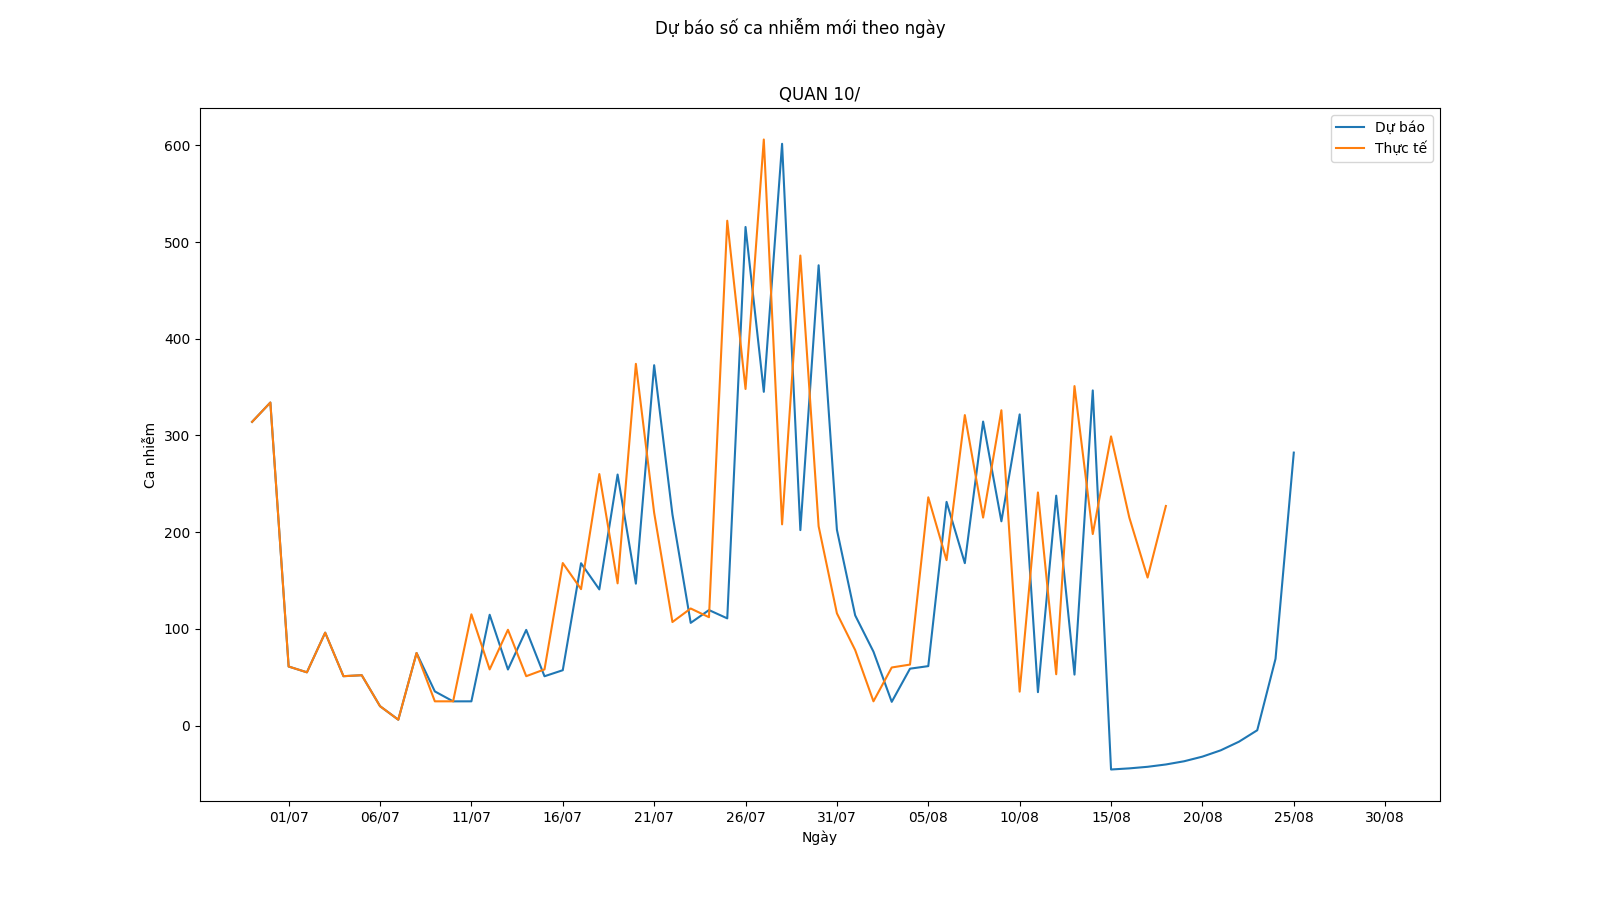 Dự báo số ca nhiễm mới theo ngày
QUAN 10/
Dự báo
Thực tế
600
500
400
300
200
100
0
Ca nhiễm
01/07 06/07 11/07 16/07 21/07 26/07 31/07 05/08 10/08 15/08 20/08 25/08 30/08
Ngày